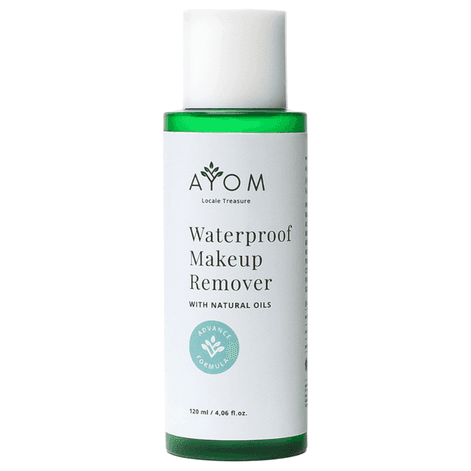 AYOM
Locale Treasure
Waterproof
Makeup
Remover
WITH NATURAL OILS
ADVANCE
FORMULA
120 ml / 4,06 fl.oz.